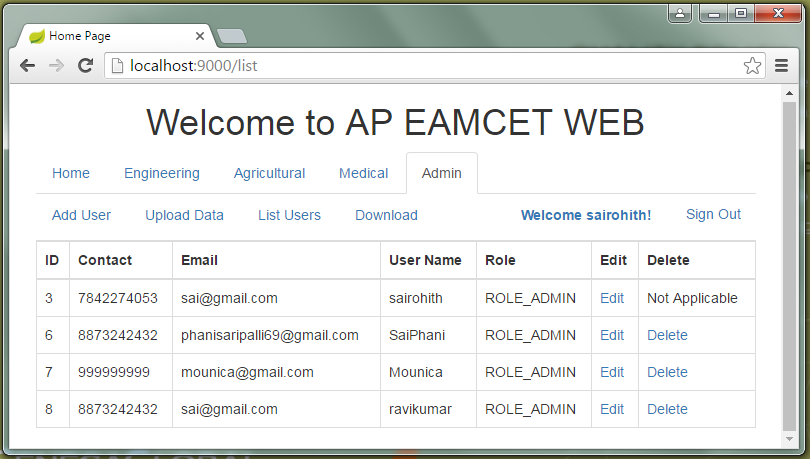 Home Page
localhost:9000/list
Welcome to AP EAMCET WEB
Home Engineering Agricultural Medical Admin
Add User Upload Data List Users Download Welcome sairohith! Sign Out
ID Contact Email User Name Role Edit Delete
3 7842274053 sai@gmail.com sairohith ROLE_ADMIN Edit Not Applicable
6 8873242432 phanisaripalli69@gmail.com SaiPhani ROLE_ADMIN Edit Delete
7 999999999 mounica@gmail.com Mounica ROLE_ADMIN Edit Delete
8 8873242432 sai@gmail.com ravikumar ROLE_ADMIN Edit Delete